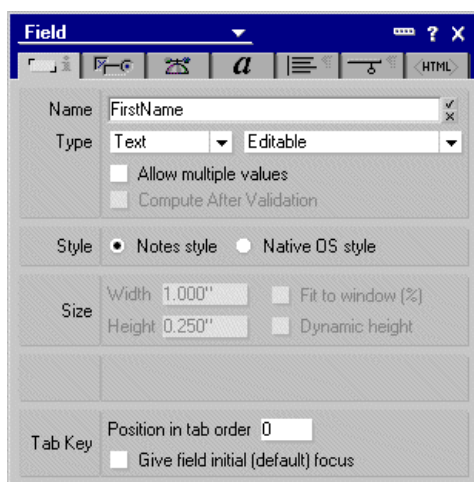 Field
? X
a
HTML
Name FirstName
Type Text Editable
Allow multiple values
Compute After Validation
Style Notes style Native OS style
Size
Width 1.000" Fit to window (%)
Height 0.250" Dynamic height
Tab Key
Position in tab order 0
Give field initial (default) focus